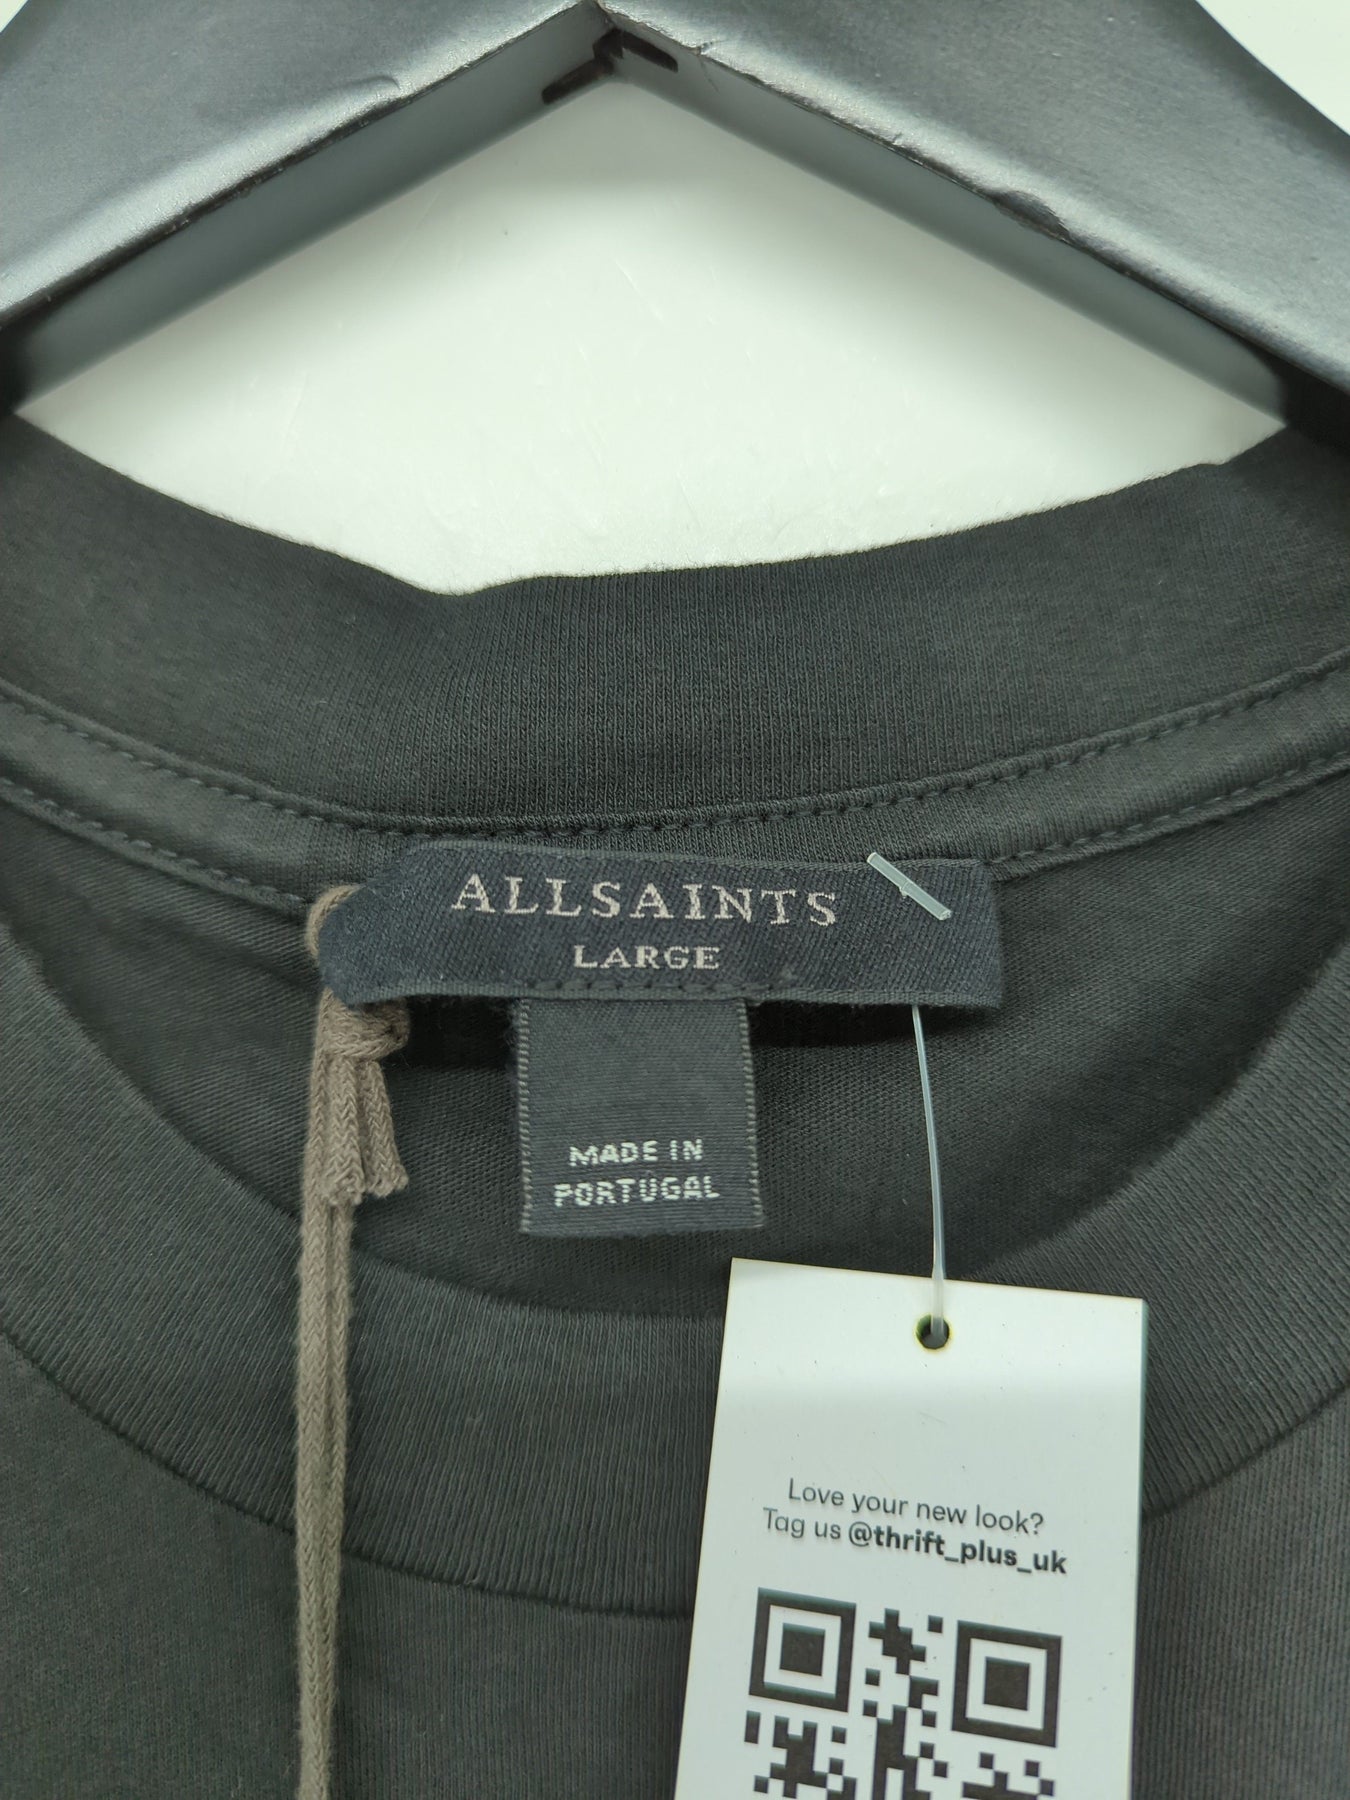 ALLSAINTS
LARGE
MADE IN
PORTUGAL
Love your new look?
Tag us @thrift_plus_uk